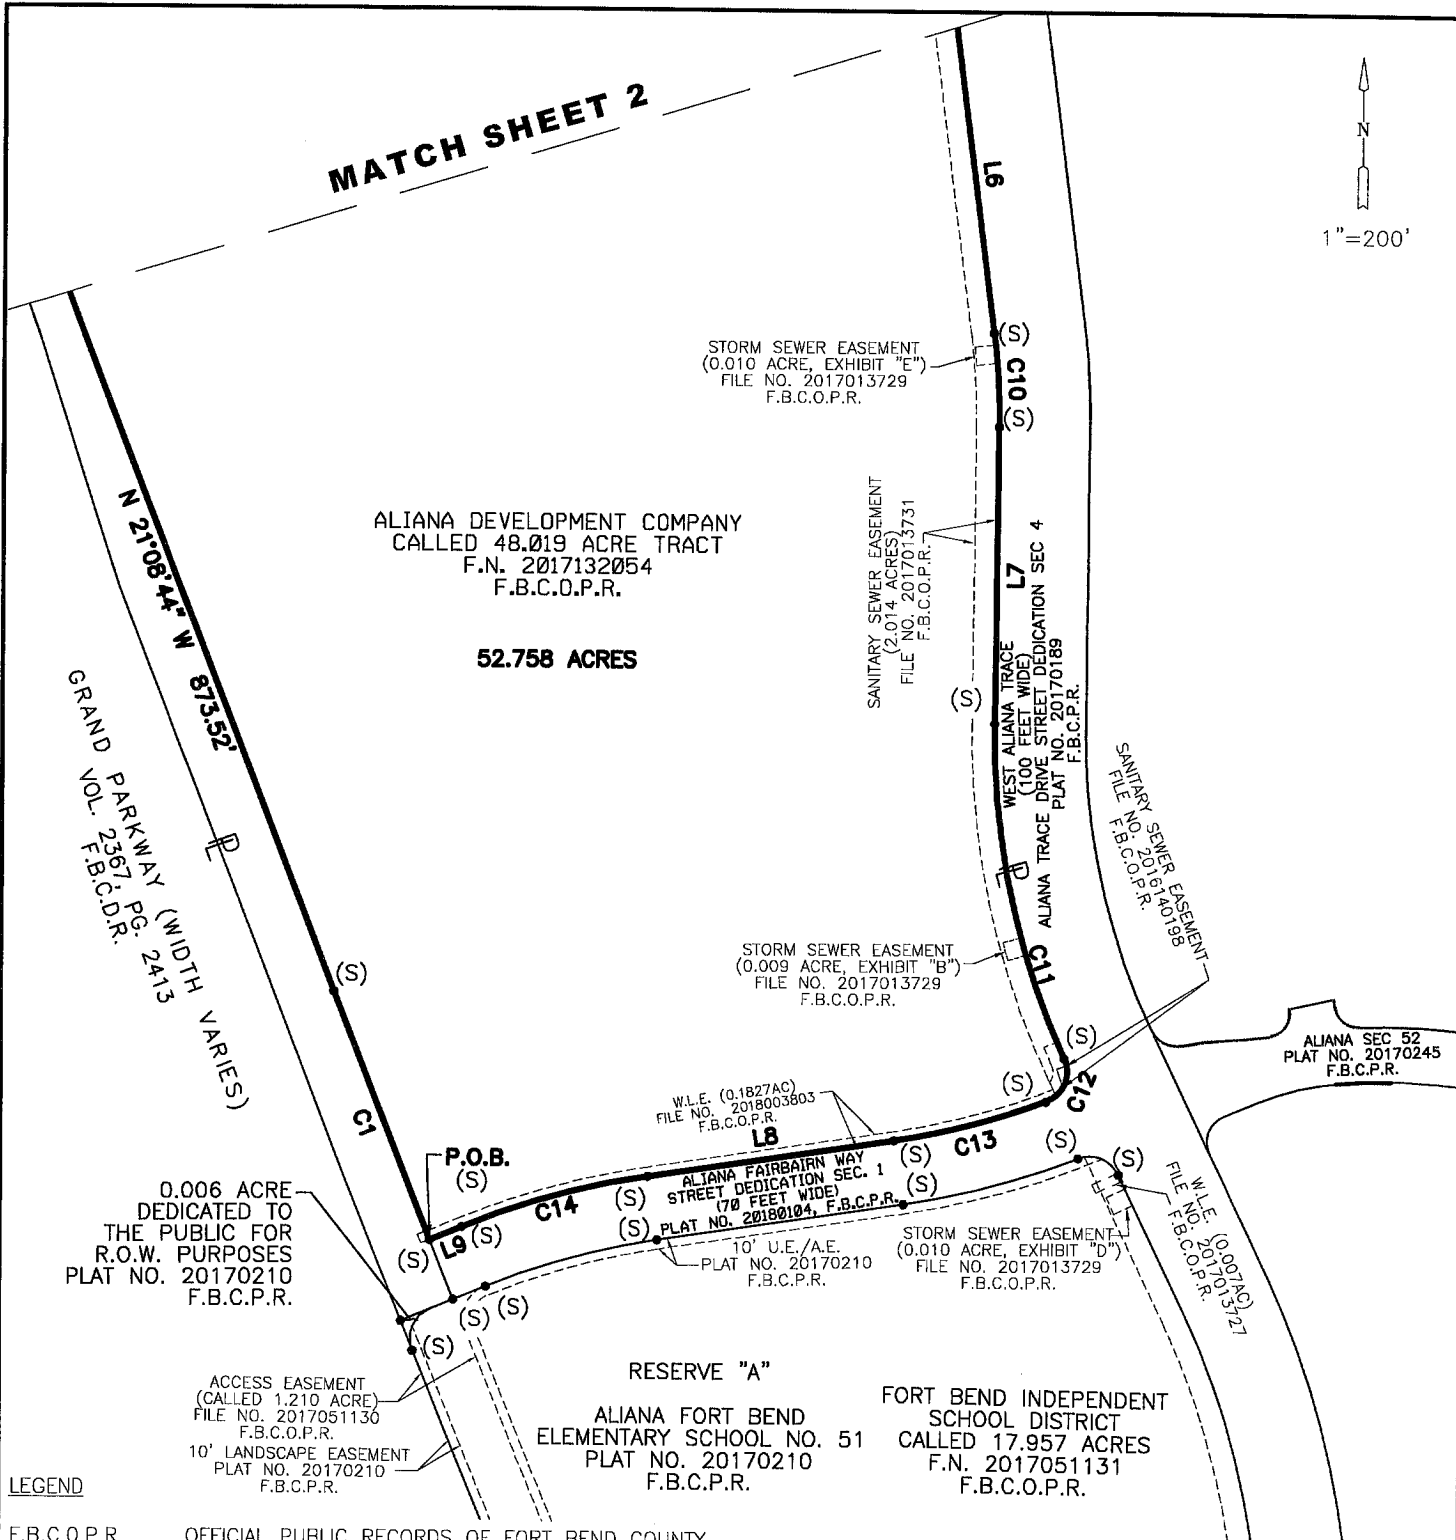 MATCH SHEET 2
N
1"=200'
L6
(S)
STORM SEWER EASEMENT
(0.010 ACRE, EXHIBIT "E")
FILE NO. 2017013729
F.B.C.O.P.R.
C10
(S)
N 21°08'44" W 873.52'
ALIANA DEVELOPMENT COMPANY
CALLED 48.019 ACRE TRACT
F.N. 2017132054
F.B.C.O.P.R.
52.758 ACRES
SANITARY SEWER EASEMENT
(2.014 ACRES)
FILE NO. 2017013731
F.B.C.O.P.R.
L7
WEST ALIANA TRACE
(100 FEET WIDE)
ALIANA TRACE DRIVE STREET DEDICATION SEC 4
PLAT NO. 20170189
F.B.C.P.R.
(S)
GRAND PARKWAY (WIDTH VARIES)
VOL. 2367, PG. 2413
F.B.C.D.R.
SANITARY SEWER EASEMENT
FILE NO. 2016140198
F.B.C.O.P.R.
(S)
STORM SEWER EASEMENT
(0.009 ACRE, EXHIBIT "B")
FILE NO. 2017013729
F.B.C.O.P.R.
C11
(S)
ALIANA SEC 52
PLAT NO. 20170245
F.B.C.P.R.
(S)
C12
C1
W.L.E. (0.1827AC)
FILE NO. 2018003803
F.B.C.O.P.R.
L8
C13
(S)
P.O.B.
(S)
(S)
(S)
(S)
ALIANA FAIRBAIRN WAY
STREET DEDICATION SEC. 1
(70 FEET WIDE)
PLAT NO. 20180104, F.B.C.P.R.
(S)
0.006 ACRE
DEDICATED TO
THE PUBLIC FOR
R.O.W. PURPOSES
PLAT NO. 20170210
F.B.C.P.R.
C14
(S)
L9
(S)
(S)
10' U.E./A.E.
PLAT NO. 20170210
F.B.C.P.R.
STORM SEWER EASEMENT
(0.010 ACRE, EXHIBIT "D")
FILE NO. 2017013729
F.B.C.O.P.R.
W.L.E. (0.007AC)
FILE NO. 2017013727
F.B.C.O.P.R.
(S)
(S)
(S)
ACCESS EASEMENT
(CALLED 1.210 ACRE)
FILE NO. 2017051130
F.B.C.O.P.R.
10' LANDSCAPE EASEMENT
PLAT NO. 20170210
F.B.C.P.R.
RESERVE "A"
ALIANA FORT BEND
ELEMENTARY SCHOOL NO. 51
PLAT NO. 20170210
F.B.C.P.R.
FORT BEND INDEPENDENT
SCHOOL DISTRICT
CALLED 17.957 ACRES
F.N. 2017051131
F.B.C.O.P.R.
LEGEND
F.B.C.O.P.R. OFFICIAL PUBLIC RECORDS OF FORT BEND COUNTY